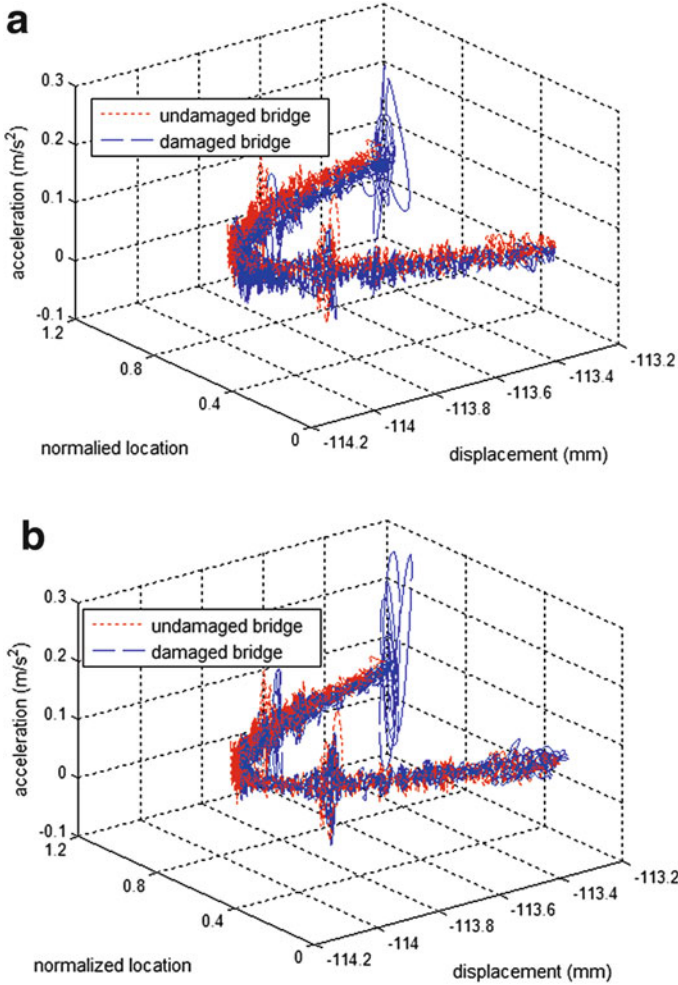 a
0.3
0.2
0.1
0
-0.1
acceleration (m/s²)
undamaged bridge
damaged bridge
1.2
0.8
0.4
0
normalied location
-114.2
-114
-113.8
-113.6
-113.4
-113.2
displacement (mm)
b
0.3
0.2
0.1
0
-0.1
acceleration (m/s²)
undamaged bridge
damaged bridge
1.2
0.8
0.4
0
normalized location
-114.2
-114
-113.8
-113.6
-113.4
-113.2
displacement (mm)